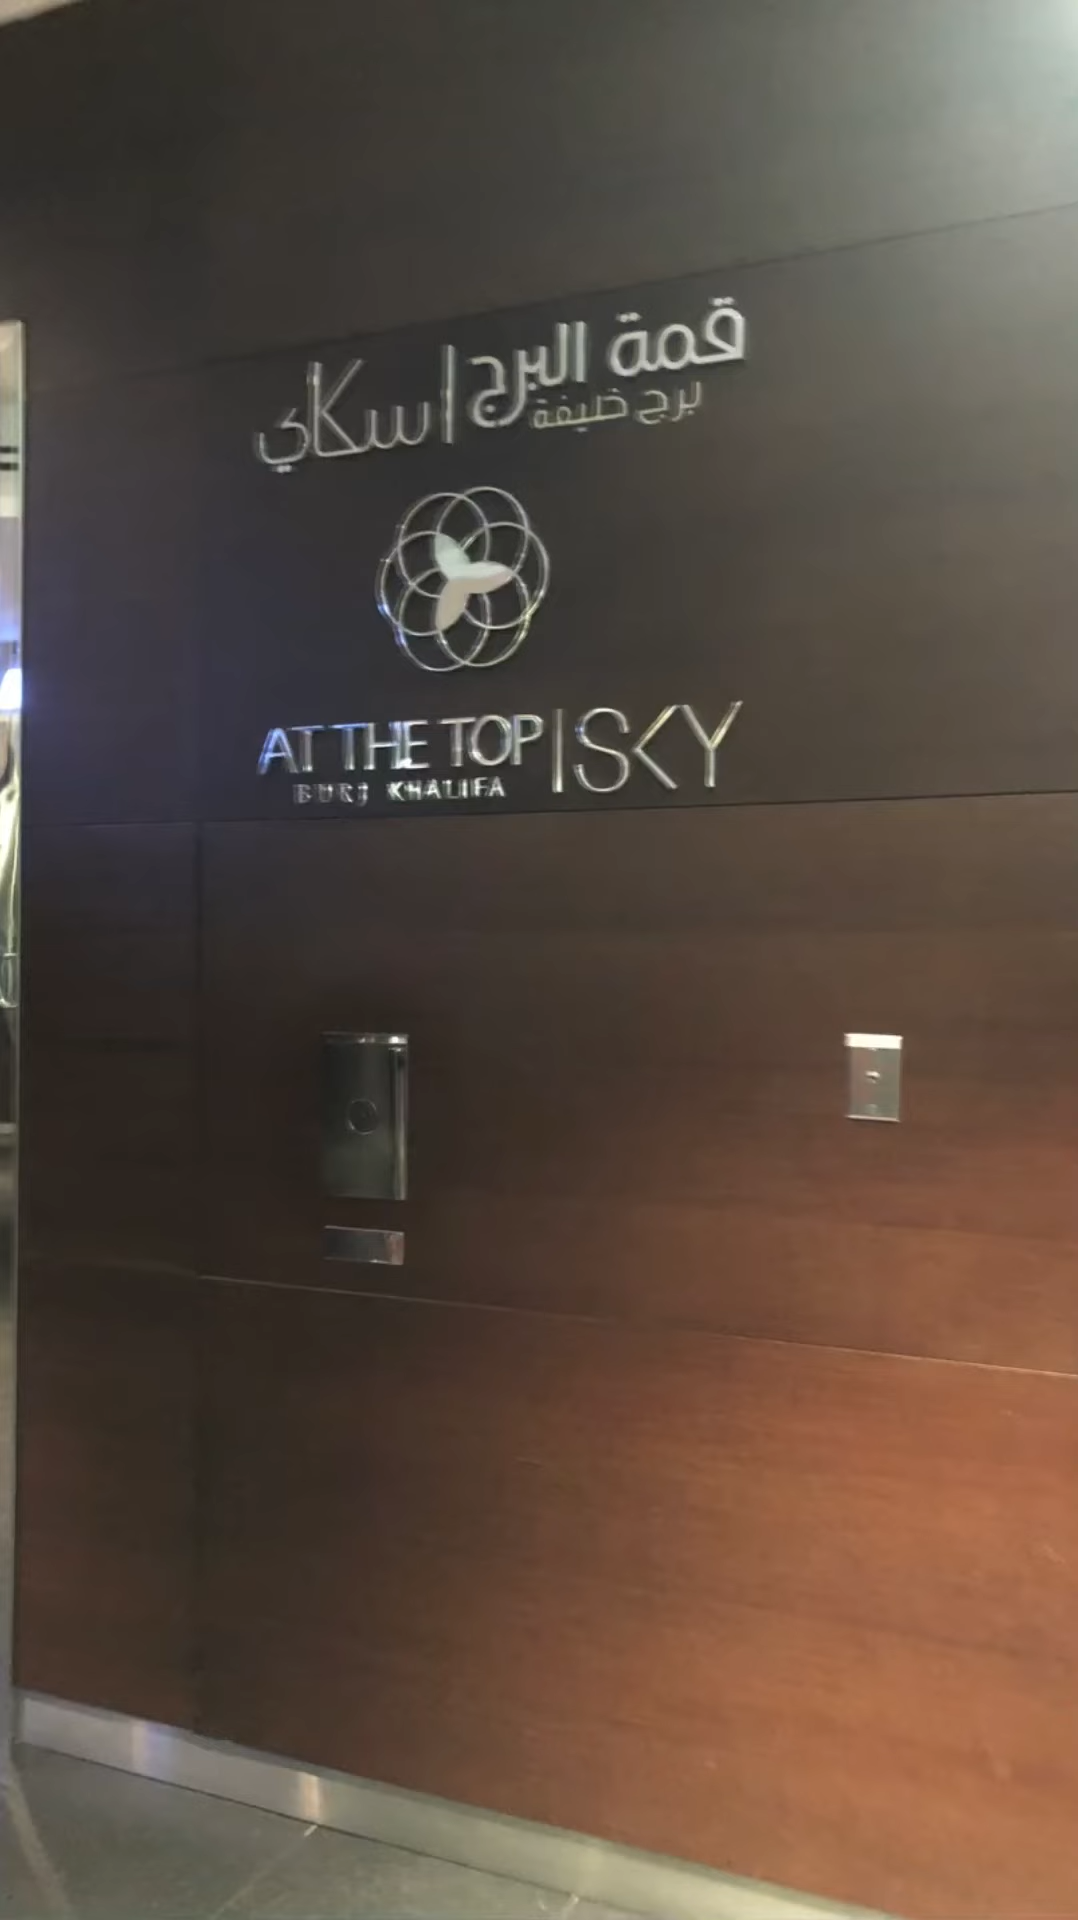 قمة البرج | سكاي
برج خليفة
AT THE TOP | SKY
BURJ KHALIFA